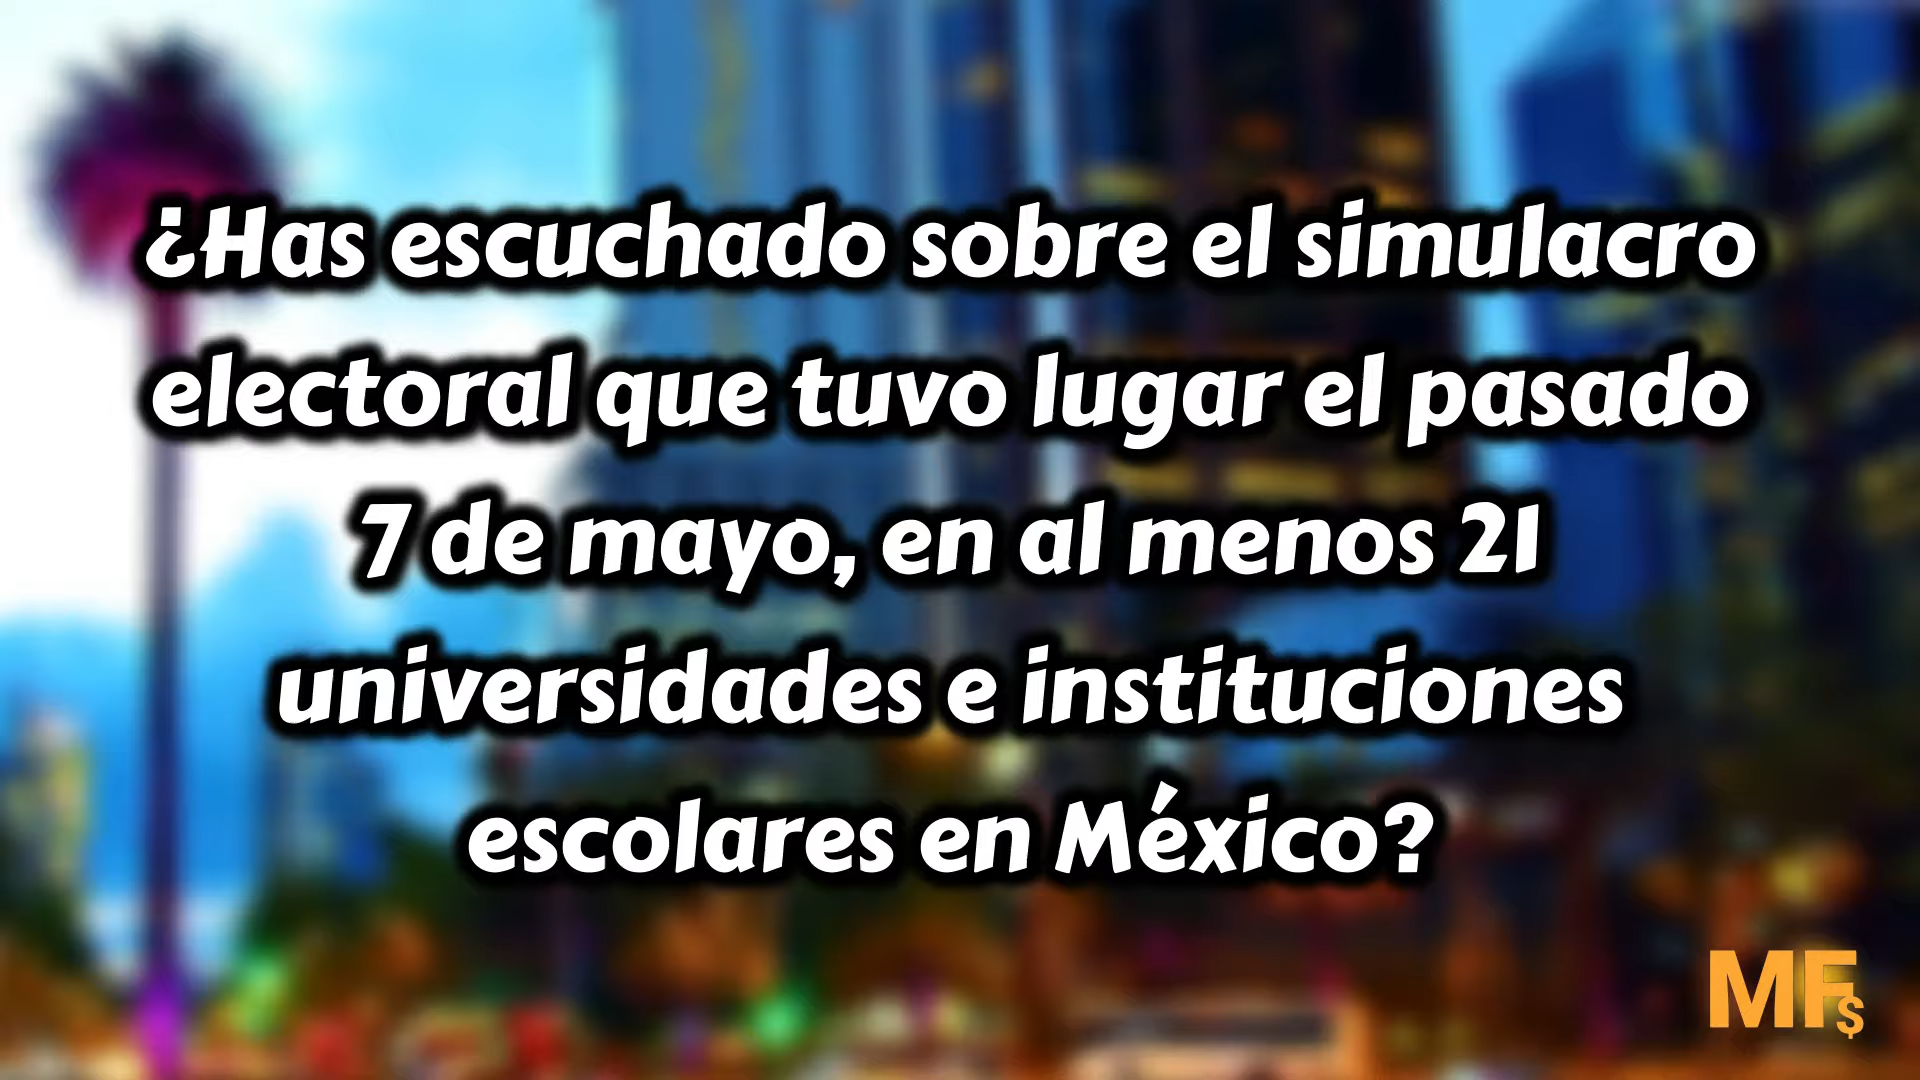 ¿Has escuchado sobre el simulacro
electoral que tuvo lugar el pasado
7 de mayo, en al menos 21
universidades e instituciones
escolares en México?
MF$